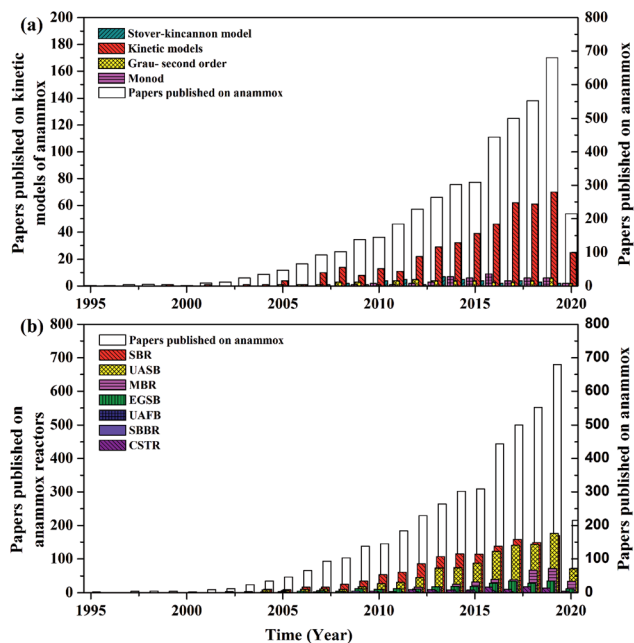 (a)
Stover-kincannon model
Kinetic models
Grau- second order
Monod
Papers published on anammox
Papers published on kinetic
models of anammox
200
180
160
140
120
100
80
60
40
20
0
800
700
600
500
400
300
200
100
0
Papers published on anammox
1995
2000
2005
2010
2015
2020
(b)
Papers published on anammox
SBR
UASB
MBR
EGSB
UAFB
SBBR
CSTR
Papers published on
anammox reactors
800
700
600
500
400
300
200
100
0
800
700
600
500
400
300
200
100
0
Papers published on anammox
1995
2000
2005
2010
2015
2020
Time (Year)